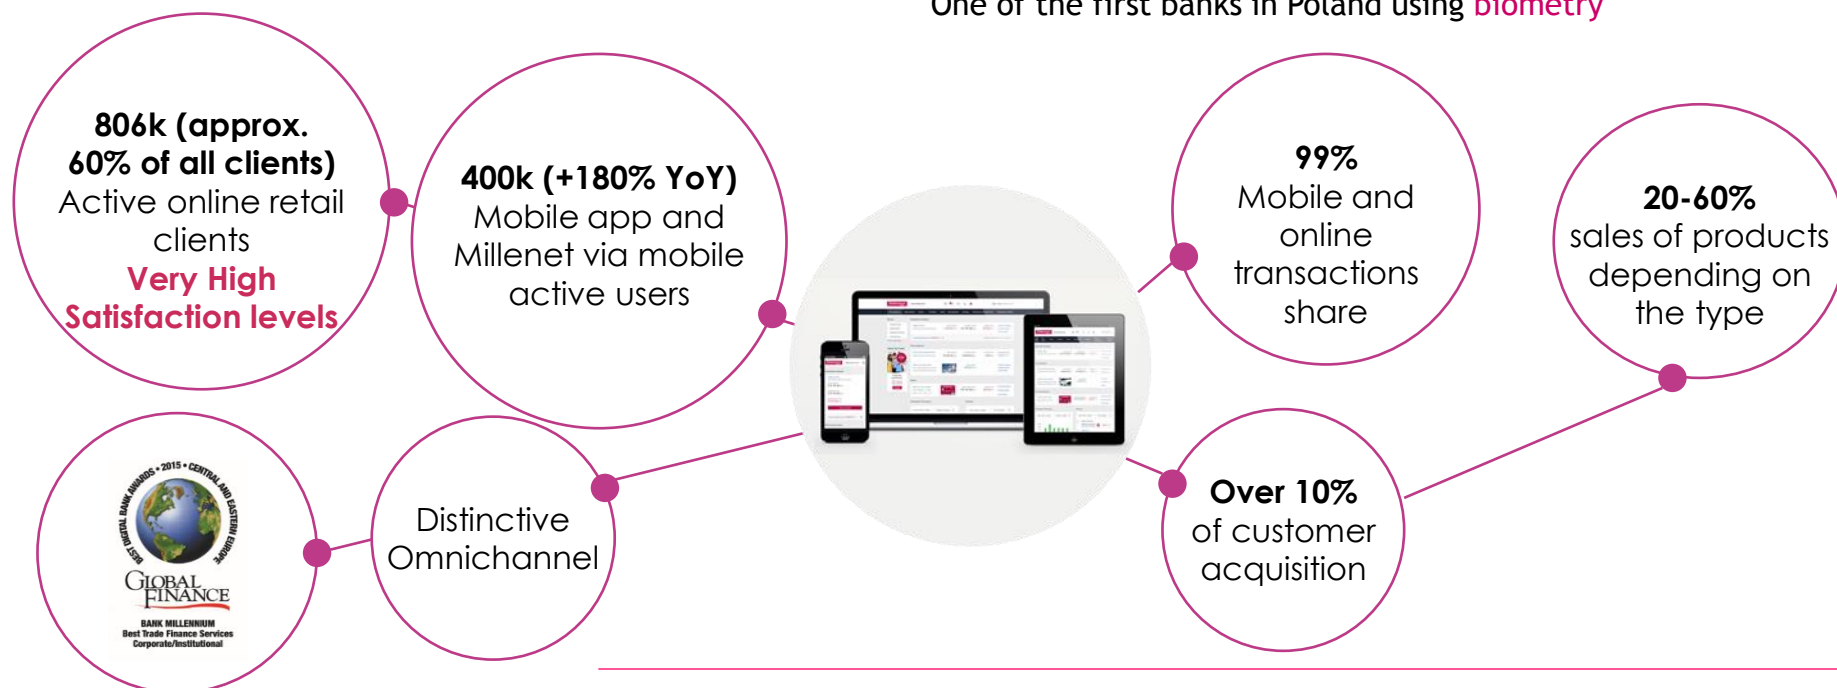 One of the first banks in Poland using biometry
806k (approx.
60% of all clients)
Active online retail
clients
Very High
Satisfaction levels
400k (+180% YoY)
Mobile app and
Millenet via mobile
active users
99%
Mobile and
online
transactions
share
20-60%
sales of products
depending on
the type
BEST DIGITAL BANK AWARDS • 2015 • CENTRAL AND EASTERN EUROPE
GLOBAL
FINANCE
BANK MILLENNIUM
Best Trade Finance Services
Corporate/Institutional
Distinctive
Omnichannel
Over 10%
of customer
acquisition